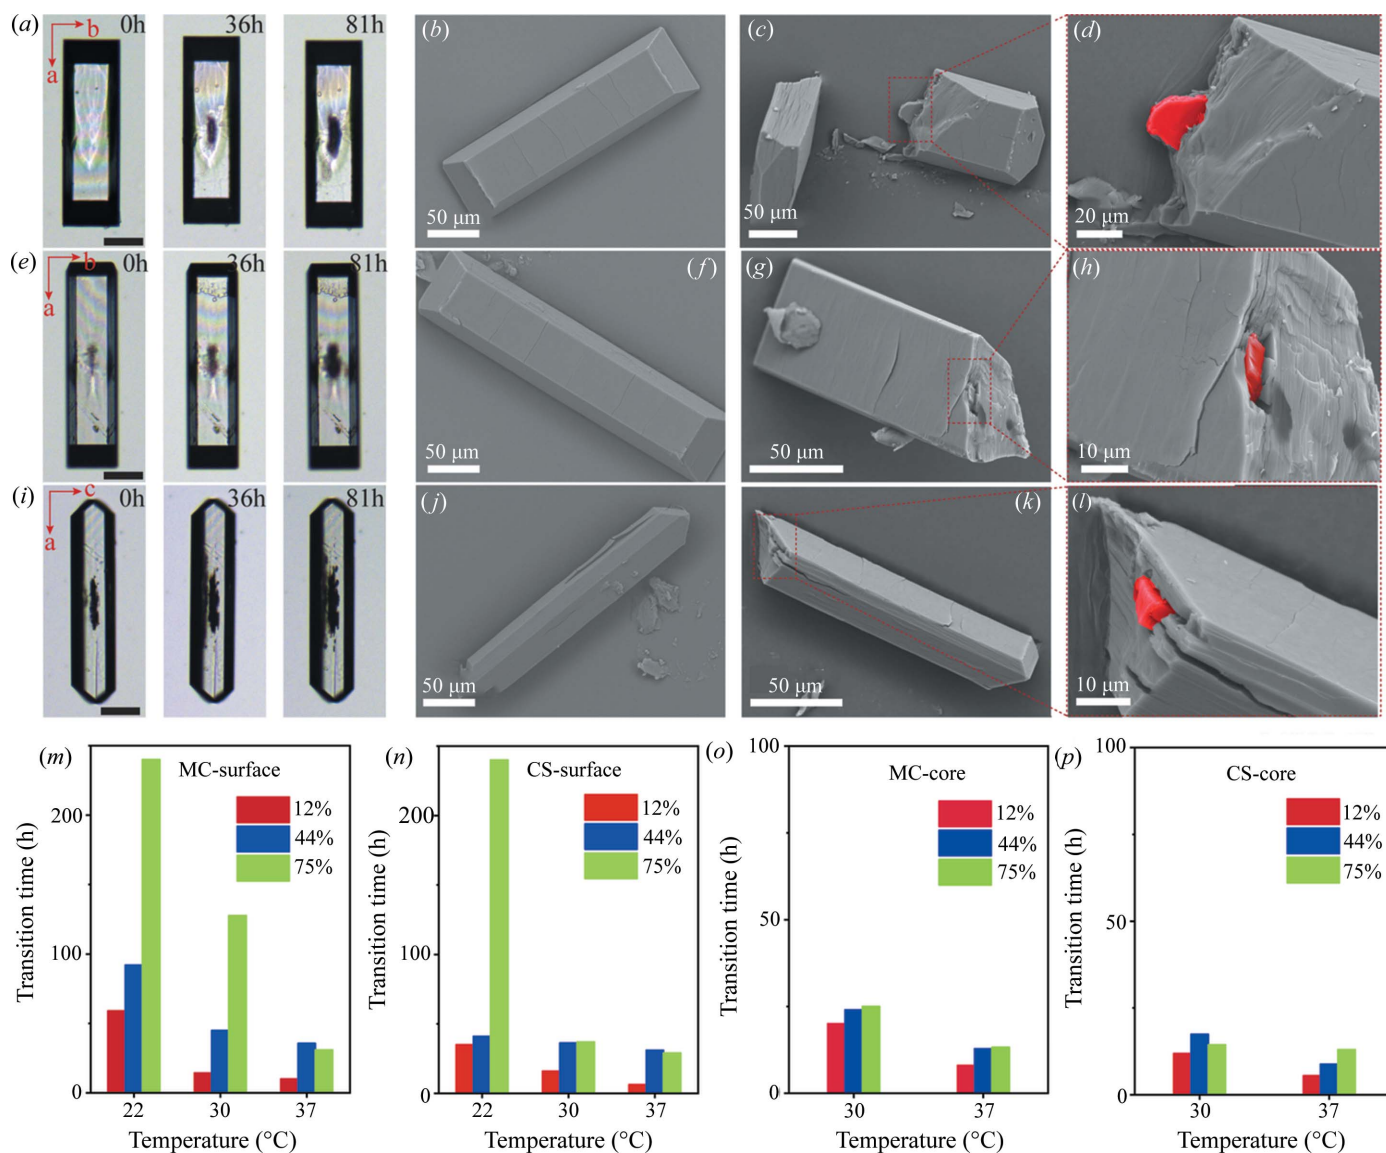 (a) b 0h 36h 81h (b) (c) (d)
a
50 μm 50 μm 20 μm
(e) b 0h 36h 81h (f) (g) (h)
a
50 μm 50 μm 10 μm
(i) c 0h 36h 81h (j) (k) (l)
a
50 μm 50 μm 10 μm
(m)
MC-surface
12%
44%
75%
Transition time (h)
200
100
0
22 30 37
Temperature (°C)
(n)
CS-surface
12%
44%
75%
Transition time (h)
200
100
0
22 30 37
Temperature (°C)
(o)
MC-core
12%
44%
75%
Transition time (h)
100
50
0
30 37
Temperature (°C)
(p)
CS-core
12%
44%
75%
Transition time (h)
100
50
0
30 37
Temperature (°C)